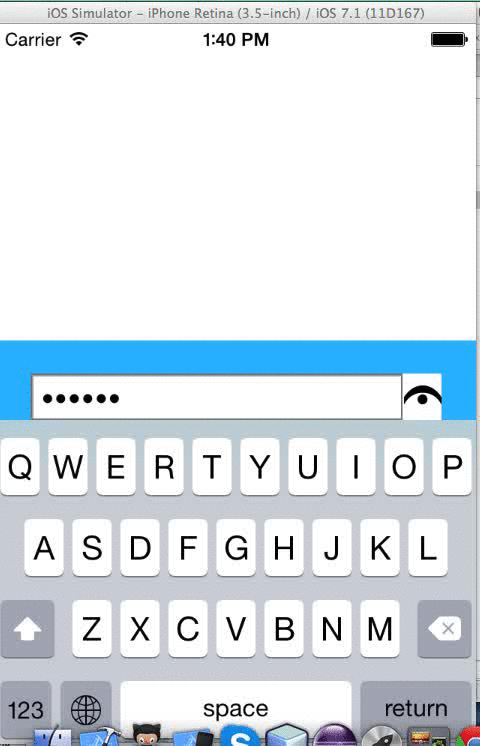 iOS Simulator - iPhone Retina (3.5-inch) / iOS 7.1 (11D167)
Carrier 1:40 PM
••••••
Q W E R T Y U I O P
A S D F G H J K L
Z X C V B N M
123 space return